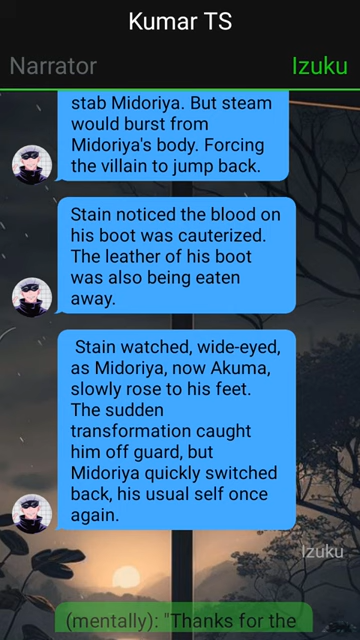 Kumar TS
Narrator
Izuku
stab Midoriya. But steam
would burst from
Midoriya's body. Forcing
the villain to jump back.
Stain noticed the blood on
his boot was cauterized.
The leather of his boot
was also being eaten
away.
Stain watched, wide-eyed,
as Midoriya, now Akuma,
slowly rose to his feet.
The sudden
transformation caught
him off guard, but
Midoriya quickly switched
back, his usual self once
again.
Izuku
(mentally): "Thanks for the